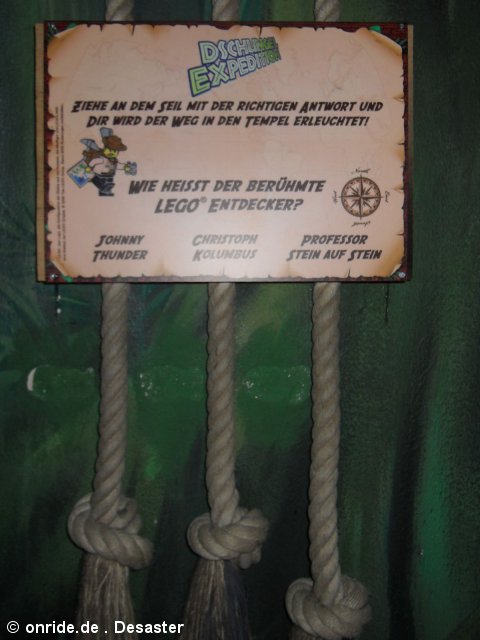 DSCHUNGEL
EXPEDITION
ZIEHE AN DEM SEIL MIT DER RICHTIGEN ANTWORT UND
DIR WIRD DER WEG IN DEN TEMPEL ERLEUCHTET!
WIE HEISST DER BERÜHMTE
LEGO® ENTDECKER?
JOHNNY
THUNDER
CHRISTOPH
KOLUMBUS
PROFESSOR
STEIN AUF STEIN
© onride.de . Desaster